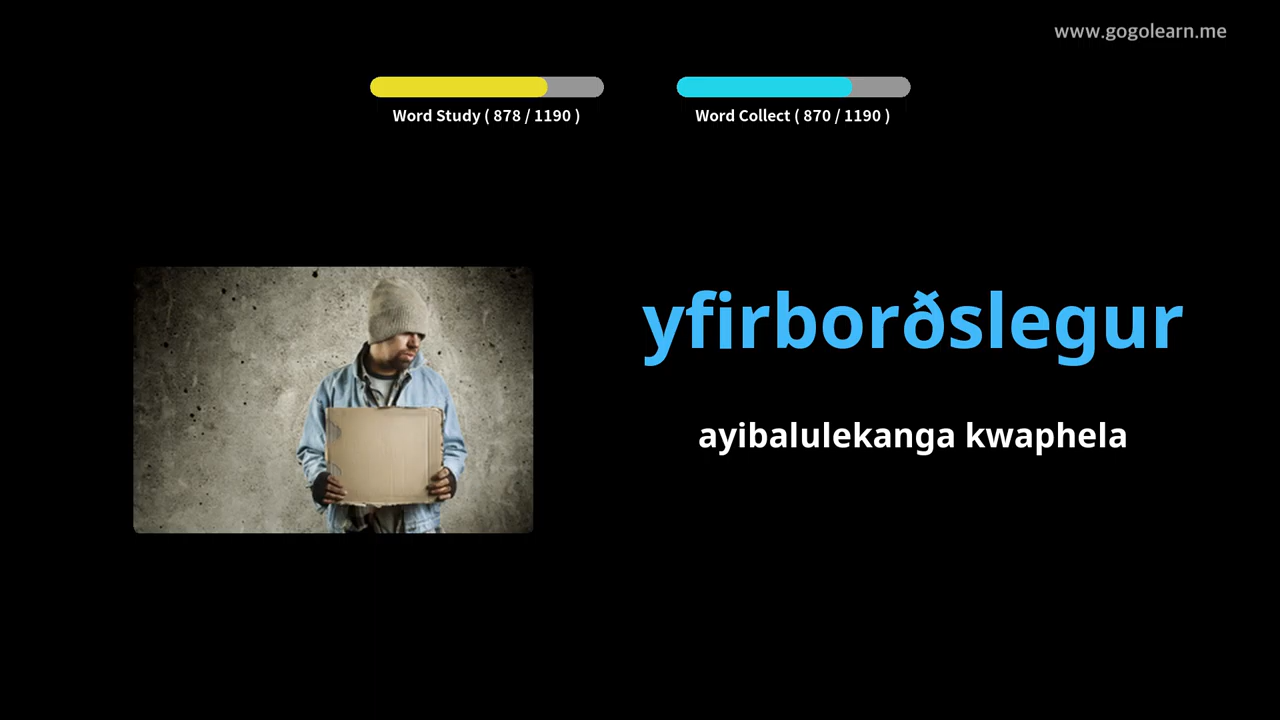 www.gogolearn.me
Word Study ( 878 / 1190 )
Word Collect ( 870 / 1190 )
yfirborðslegur
ayibalulekanga kwaphela